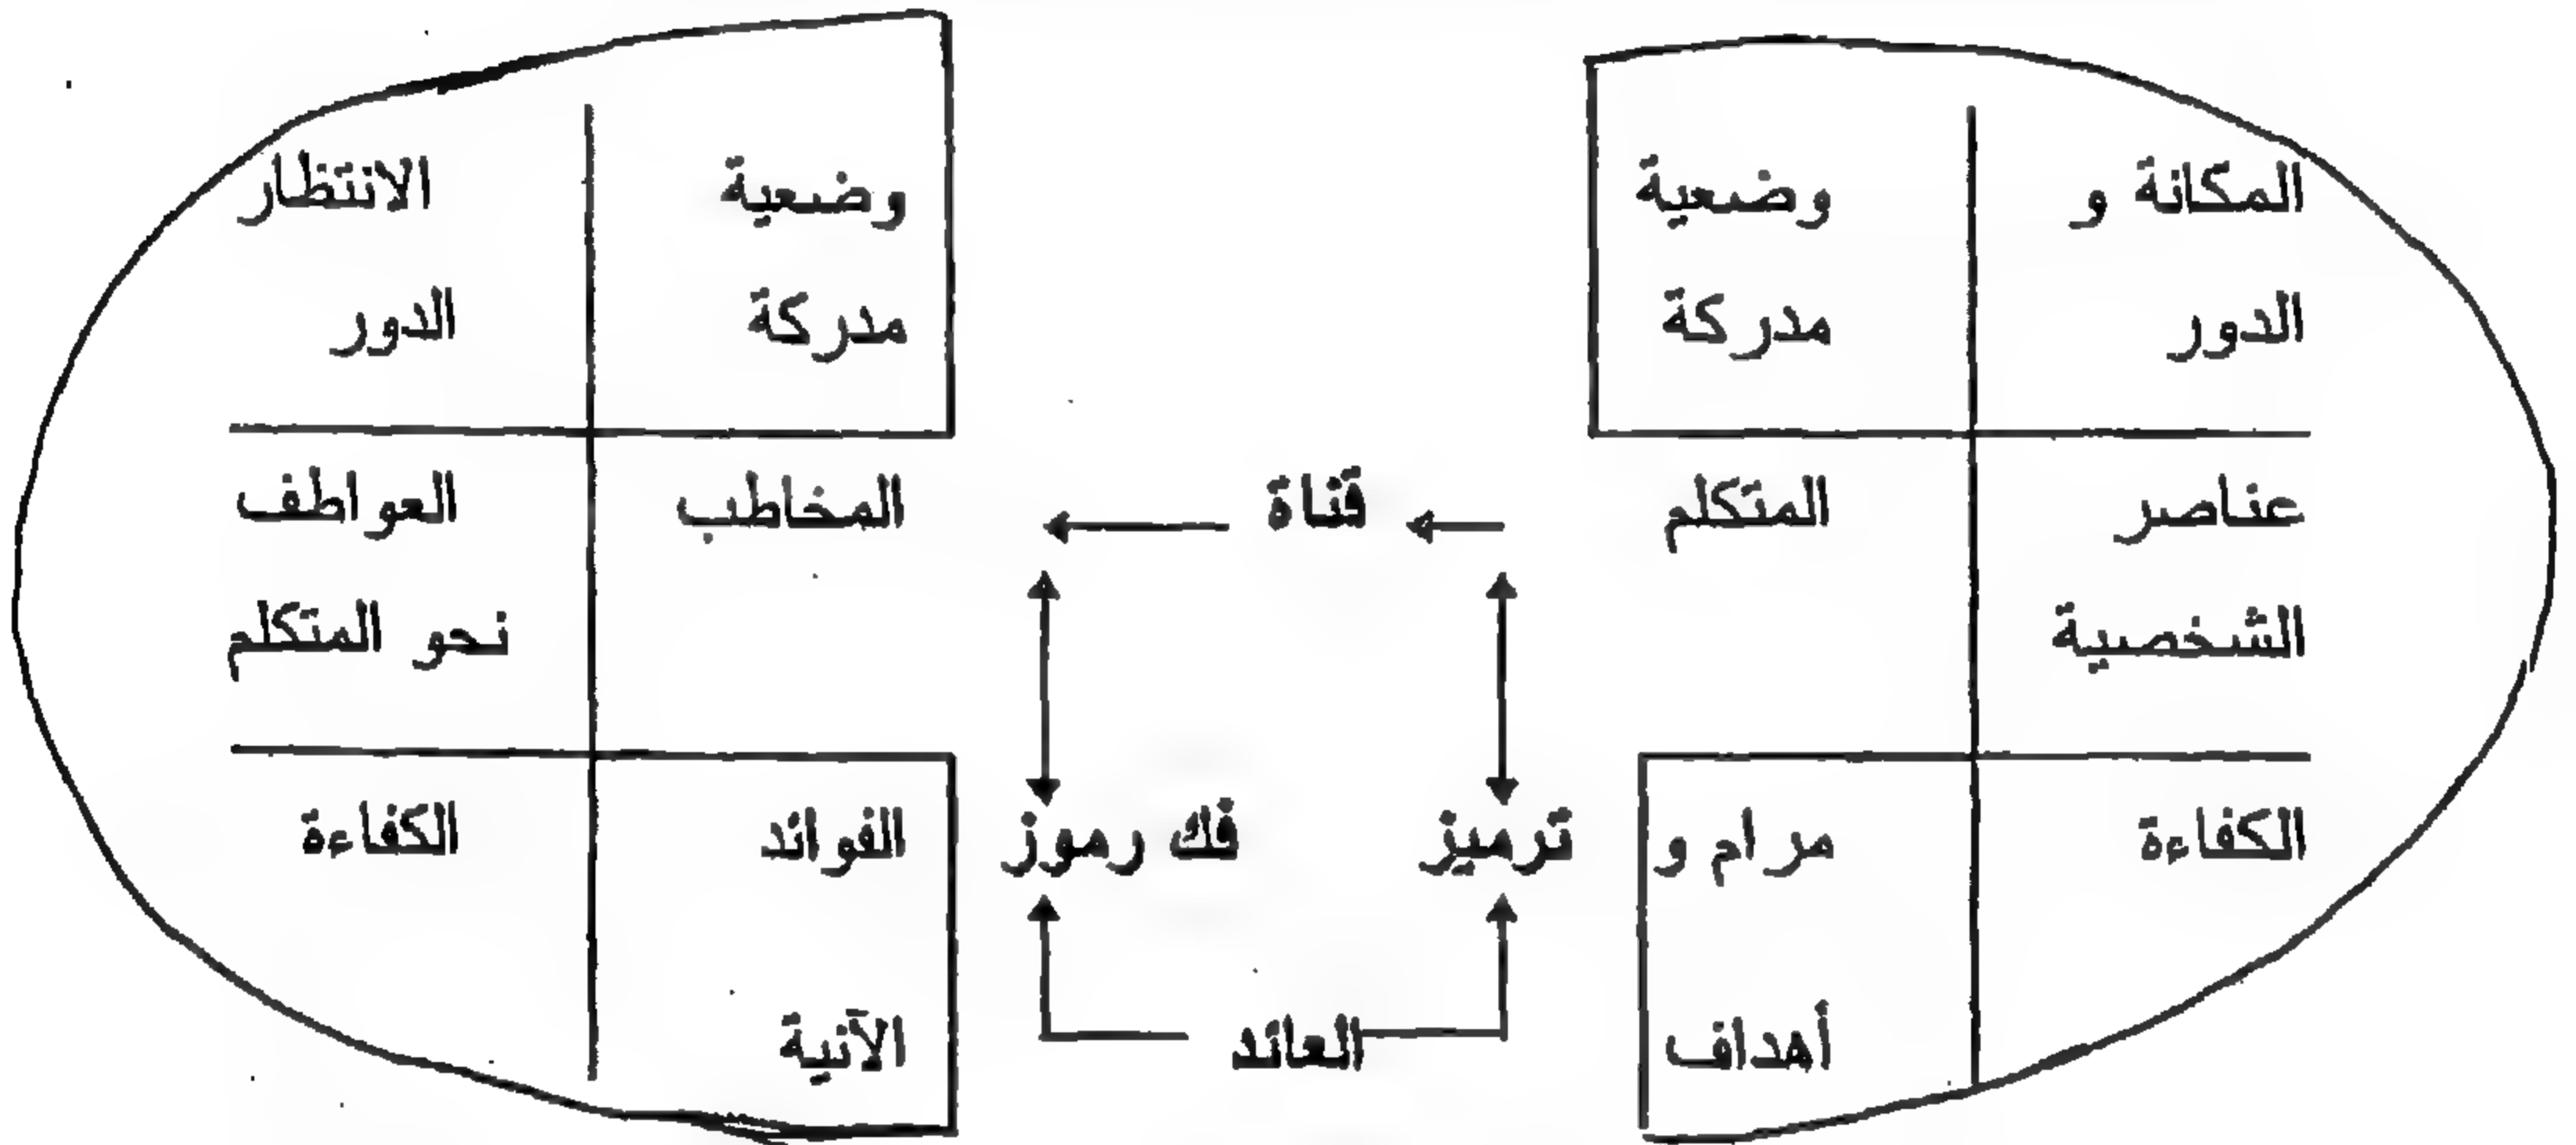 المكانة و
الدور
وضعية
مدركة
وضعية
مدركة
الانتظار
الدور
عناصر
الشخصية
المتكلم
قناة
المخاطب
العواطف
نحو المتكلم
الكفاءة
مرام و
أهداف
ترميز
فك رموز
العائد
الفوائد
الآنية
الكفاءة